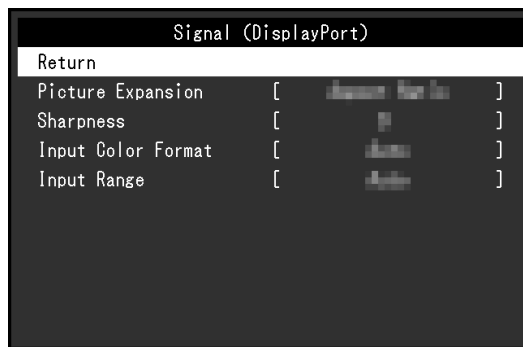 Signal (DisplayPort)
Return
Picture Expansion [ ]
Sharpness [ ]
Input Color Format [ ]
Input Range [ ]